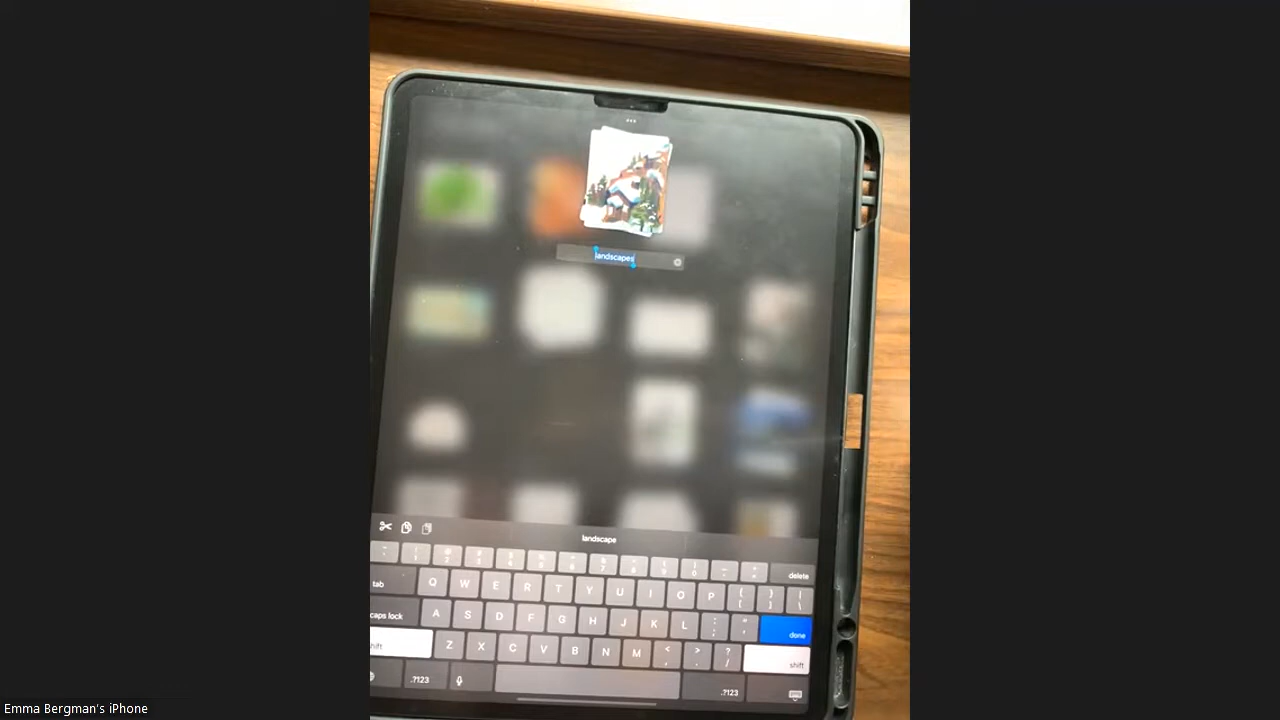 landscapes
landscape
delete
tab
Q W E R T Y U I O P
caps lock
A S D F G H J K L
done
Z X C V B N M
shift
.?123
.?123
Emma Bergman's iPhone